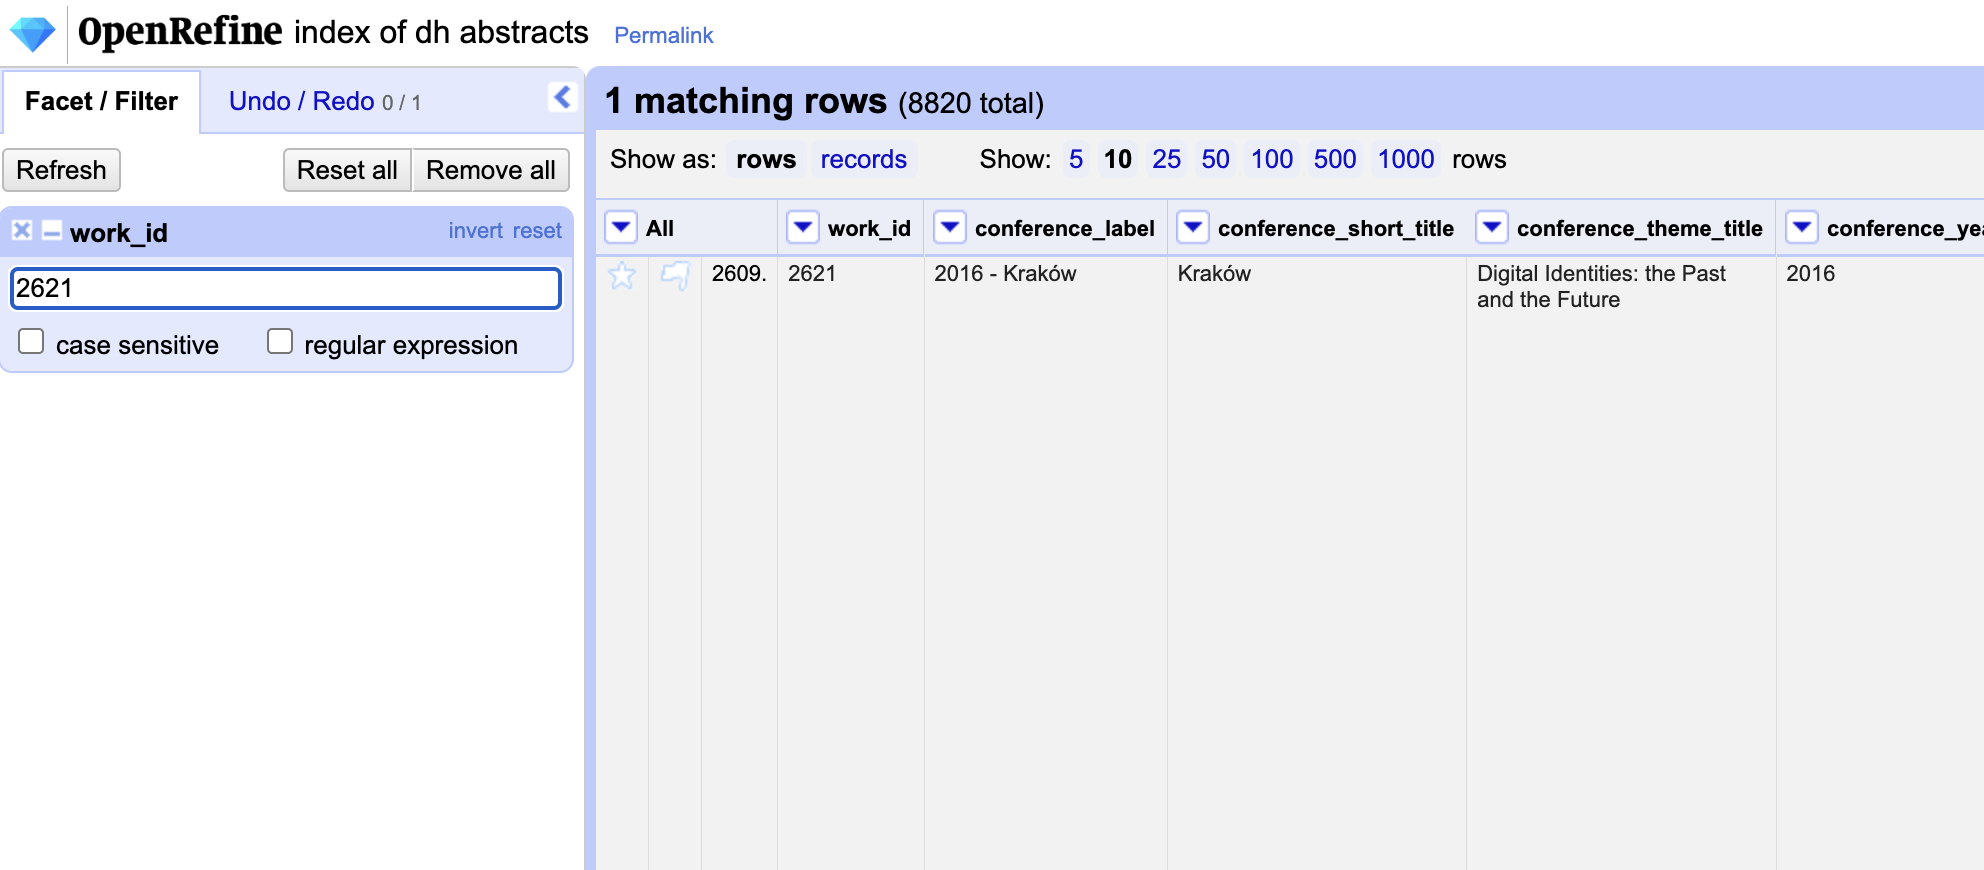 OpenRefine index of dh abstracts Permalink
Facet / Filter Undo / Redo 0 / 1
Refresh Reset all Remove all
work_id invert reset
2621
case sensitive regular expression
1 matching rows (8820 total)
Show as: rows records Show: 5 10 25 50 100 500 1000 rows
All work_id conference_label conference_short_title conference_theme_title conference_yea
2609. 2621 2016 - Kraków Kraków Digital Identities: the Past 2016
and the Future